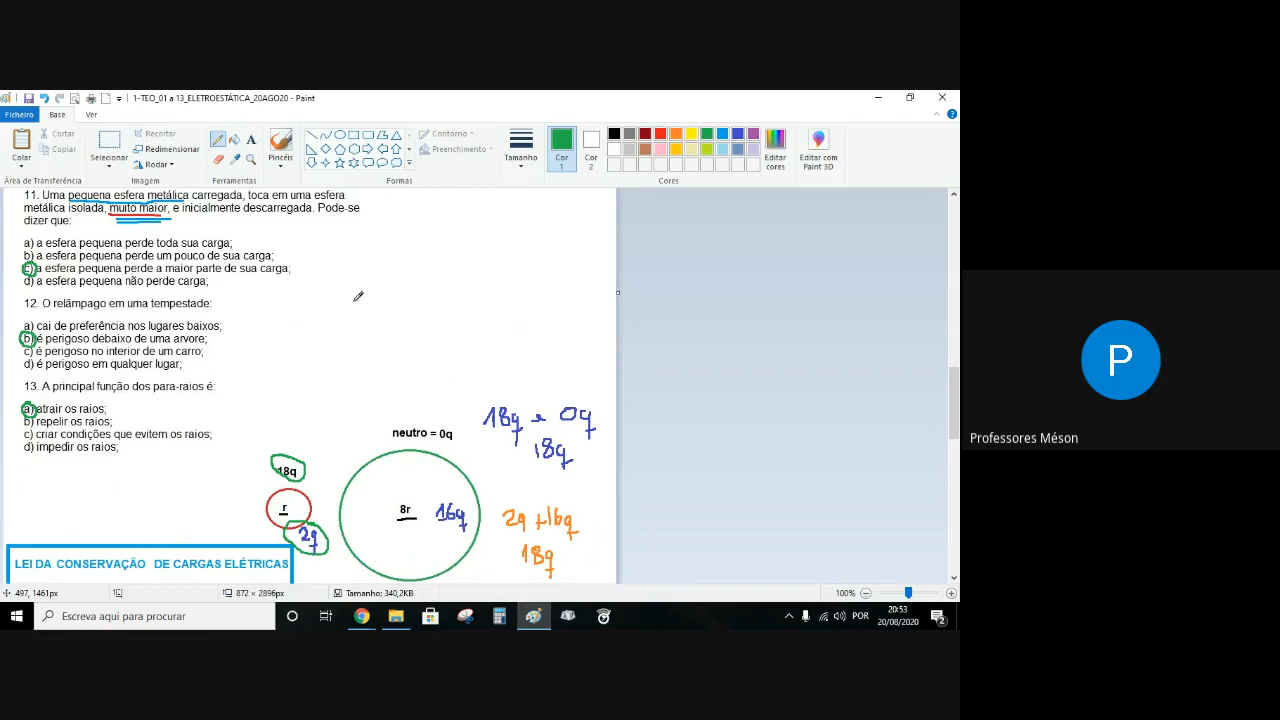 1-TEO_01 a 13_ELETROESTÁTICA_20AGO20 - Paint
Ficheiro Base Ver
Colar
Cortar
Copiar
Área de Transferência
Selecionar
Recortar
Redimensionar
Rodar
Imagem
A
Ferramentas
Pincéis
Contorno
Preenchimento
Formas
Tamanho
Cor 1
Cor 2
Editar cores
Cores
Editar com Paint 3D
11. Uma pequena esfera metálica carregada, toca em uma esfera
metálica isolada, muito maior, e inicialmente descarregada. Pode-se
dizer que:
a) a esfera pequena perde toda sua carga;
b) a esfera pequena perde um pouco de sua carga;
c) a esfera pequena perde a maior parte de sua carga;
d) a esfera pequena não perde carga;
12. O relâmpago em uma tempestade:
a) cai de preferência nos lugares baixos;
b) é perigoso debaixo de uma arvore;
c) é perigoso no interior de um carro;
d) é perigoso em qualquer lugar;
13. A principal função dos para-raios é:
a) atrair os raios;
b) repelir os raios;
c) criar condições que evitem os raios;
d) impedir os raios;
neutro = 0q
18q
r
2q
8r
16q
18q e 0q
18q
2q + 16q
18q
LEI DA CONSERVAÇÃO DE CARGAS ELÉTRICAS
497, 1461px
872 × 2896px
Tamanho: 340,2KB
100%
Escreva aqui para procurar
POR
20:53
20/08/2020
2
P
Professores Méson